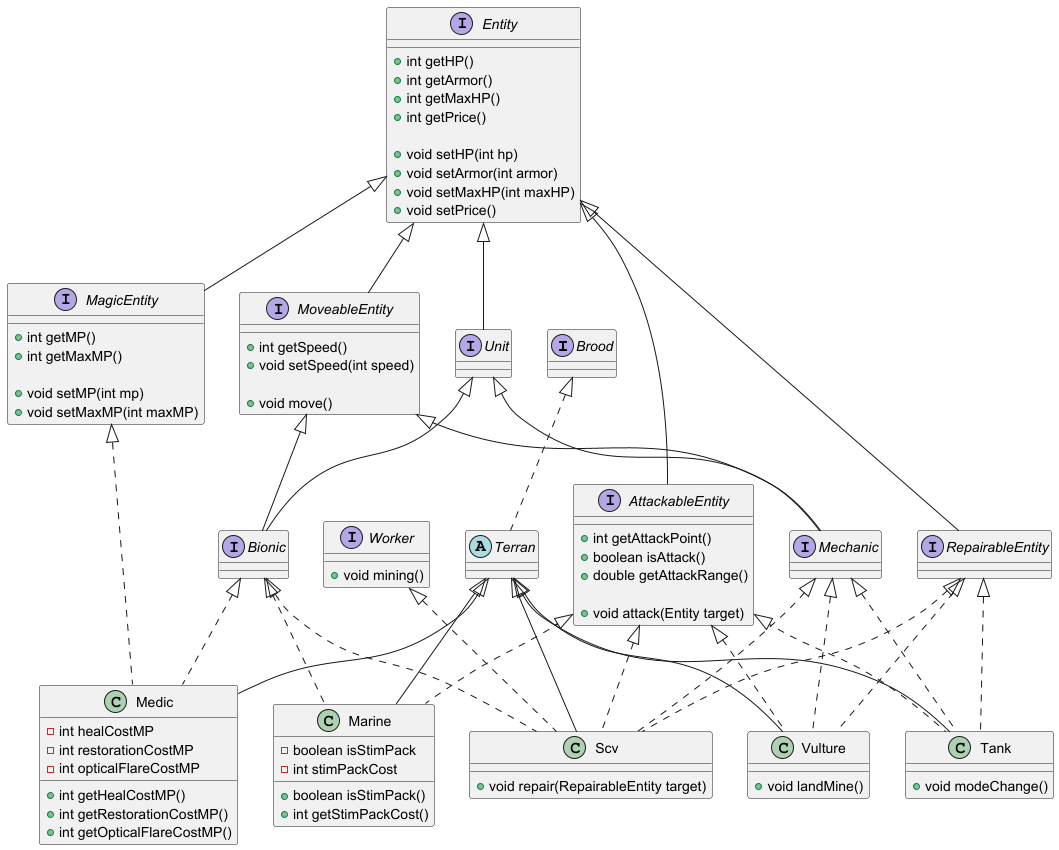 I Entity
int getHP()
int getArmor()
int getMaxHP()
int getPrice()
void setHP(int hp)
void setArmor(int armor)
void setMaxHP(int maxHP)
void setPrice()
I MagicEntity
int getMP()
int getMaxMP()
void setMP(int mp)
void setMaxMP(int maxMP)
I MoveableEntity
int getSpeed()
void setSpeed(int speed)
void move()
I Unit
I Brood
I Bionic
I Worker
void mining()
A Terran
I AttackableEntity
int getAttackPoint()
boolean isAttack()
double getAttackRange()
void attack(Entity target)
I Mechanic
I RepairableEntity
C Medic
int healCostMP
int restorationCostMP
int opticalFlareCostMP
int getHealCostMP()
int getRestorationCostMP()
int getOpticalFlareCostMP()
C Marine
boolean isStimPack
int stimPackCost
boolean isStimPack()
int getStimPackCost()
C Scv
void repair(RepairableEntity target)
C Vulture
void landMine()
C Tank
void modeChange()